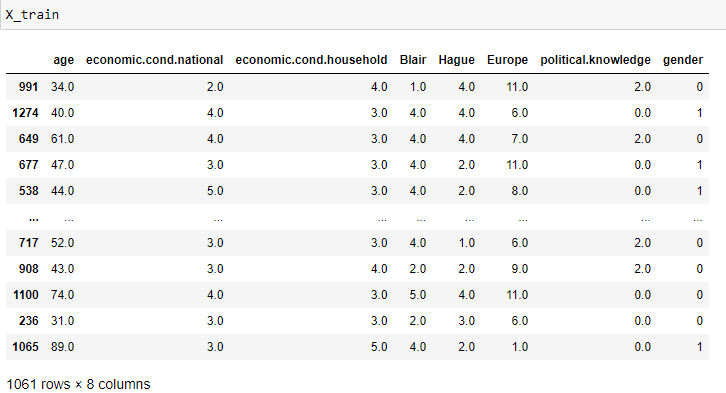 X_train
age economic.cond.national economic.cond.household Blair Hague Europe political.knowledge gender
991 34.0 2.0 4.0 1.0 4.0 11.0 2.0 0
1274 40.0 4.0 3.0 4.0 4.0 6.0 0.0 1
649 61.0 4.0 3.0 4.0 4.0 7.0 2.0 0
677 47.0 3.0 3.0 4.0 2.0 11.0 0.0 1
538 44.0 5.0 3.0 4.0 2.0 8.0 0.0 1
... ... ... ... ... ... ... ... ...
717 52.0 3.0 3.0 4.0 1.0 6.0 2.0 0
908 43.0 3.0 4.0 2.0 2.0 9.0 2.0 0
1100 74.0 4.0 3.0 5.0 4.0 11.0 0.0 0
236 31.0 3.0 3.0 2.0 3.0 6.0 0.0 0
1065 89.0 3.0 5.0 4.0 2.0 1.0 0.0 1
1061 rows × 8 columns